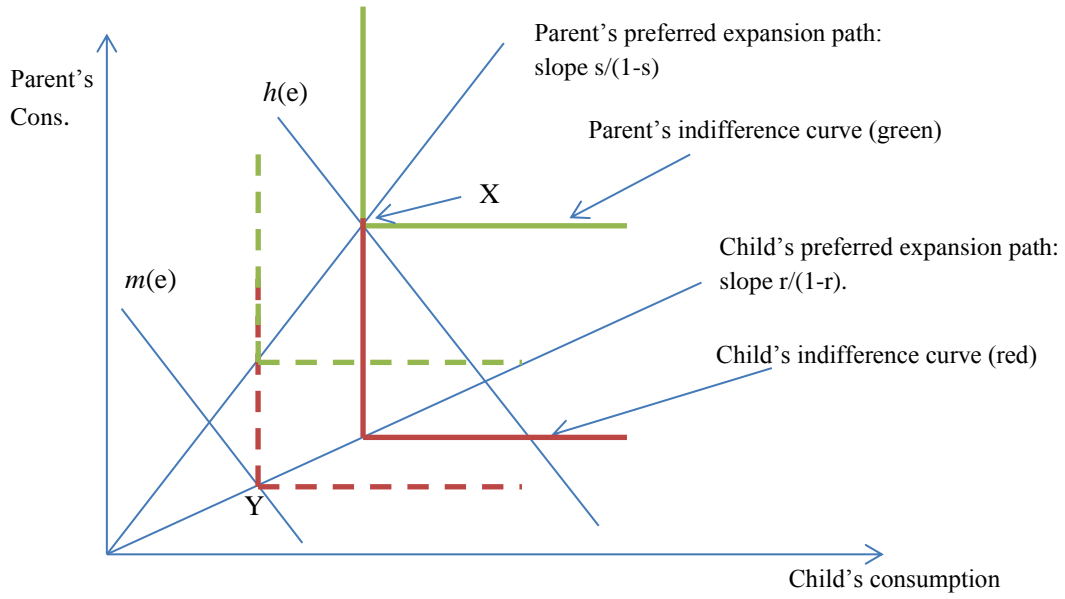 Parent's preferred expansion path:
slope s/(1-s)
Parent's
Cons.
h(e)
Parent's indifference curve (green)
X
Child's preferred expansion path:
slope r/(1-r).
m(e)
Child's indifference curve (red)
Y
Child's consumption